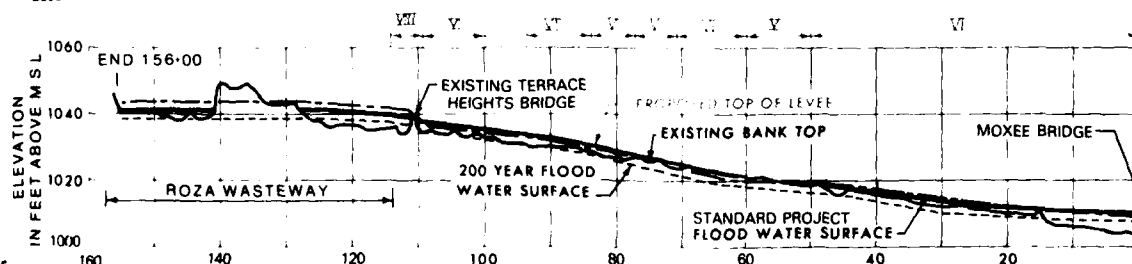 VIII
VI
V
V
VI
1060
1040
1020
1000
ELEVATION
IN FEET ABOVE M S L
END 156+00
EXISTING TERRACE
HEIGHTS BRIDGE
PROPOSED TOP OF LEVEE
EXISTING BANK TOP
MOXEE BRIDGE
200 YEAR FLOOD
WATER SURFACE
ROZA WASTEWAY
STANDARD PROJECT
FLOOD WATER SURFACE
160 140 120 100 80 60 40 20